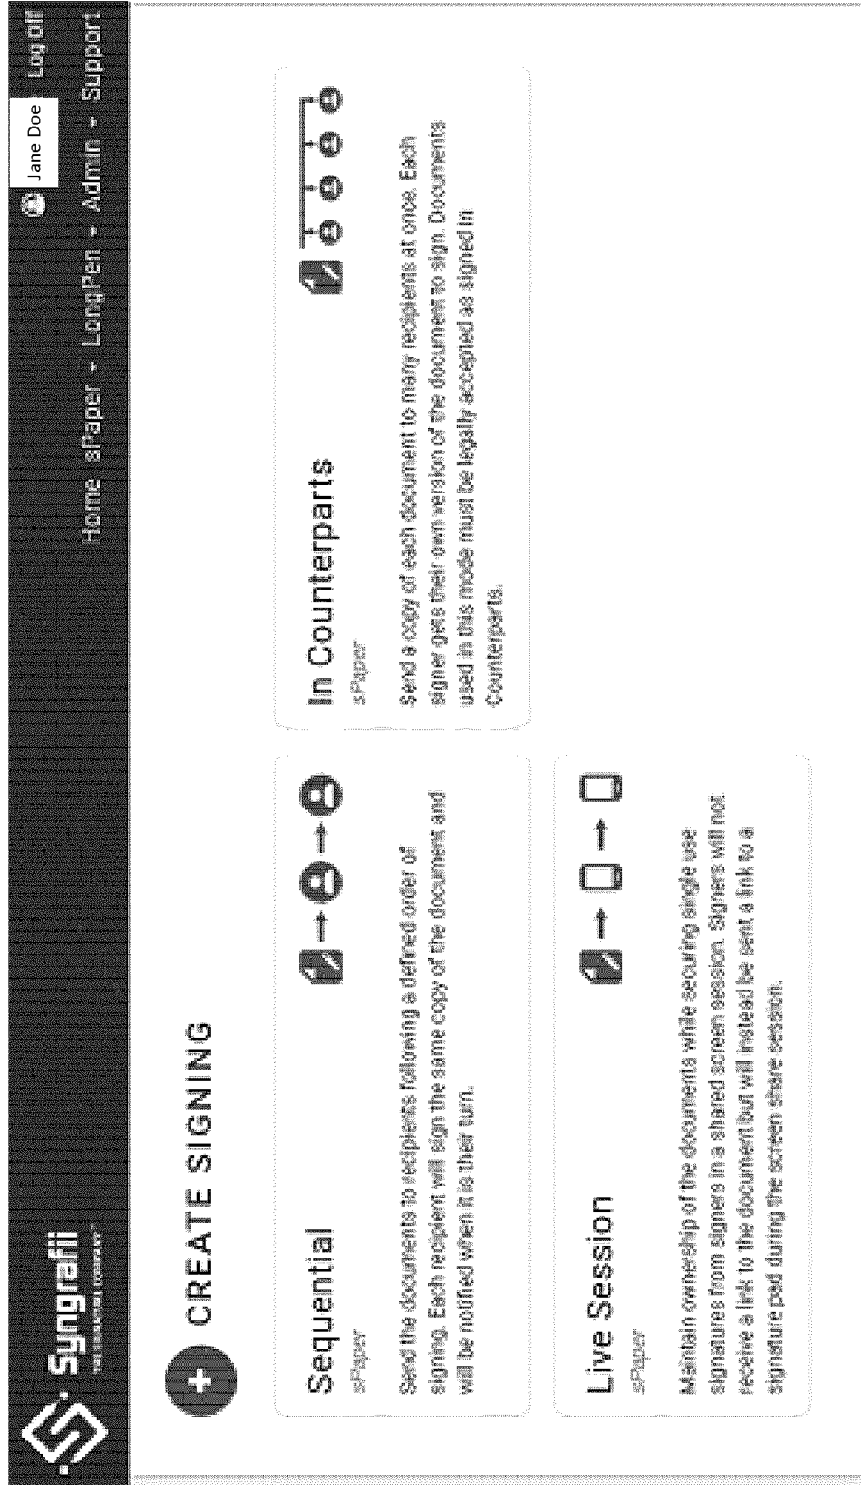 Syngrafii
Jane Doe Log Off
Home sPaper - LongPen - Admin - Support
CREATE SIGNING
Sequential
sPaper
Send the documents to recipients following a defined order of
signing. Each recipient will sign the same copy of the document and
will be notified when it is their turn.
In Counterparts
sPaper
Send a copy of each document to many recipients at once. Each
signer gets their own version of the document to sign. Documents
used in this mode must be legally accepted as signed in
Counterparts.
Live Session
sPaper
Maintain ownership of the documents while securing single use
signatures from signers in a shared screen session. Signers will not
receive a link to the document but will instead be sent a link to a
signature pad during the screen share session.